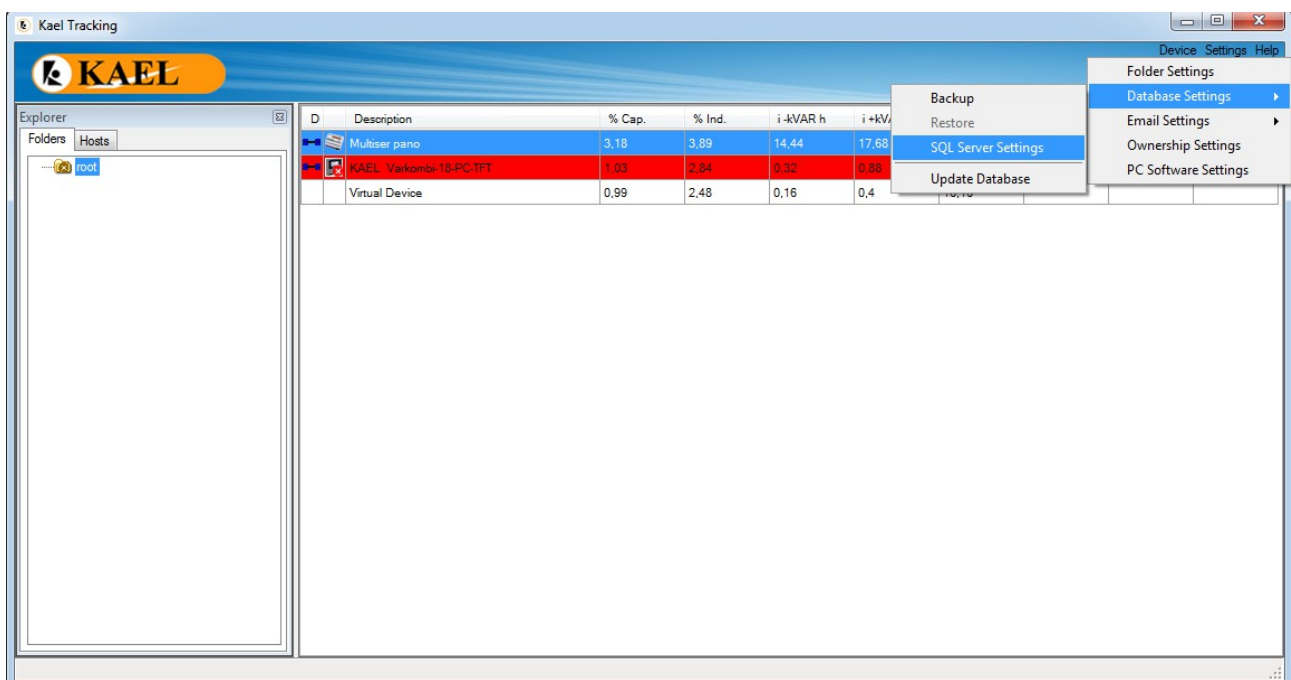 Kael Tracking
KAEL
Device Settings Help
Folder Settings
Database Settings
Email Settings
Ownership Settings
PC Software Settings
Backup
Restore
SQL Server Settings
Update Database
Explorer
Folders Hosts
root
D Description % Cap. % Ind. i -kVAR h
Multiser pano 3,18 3,89 14,44 17,68
KAEL Varkombi-18-PC-TFT 1,03 2,84 0,32 0,88
Virtual Device 0,99 2,48 0,16 0,4